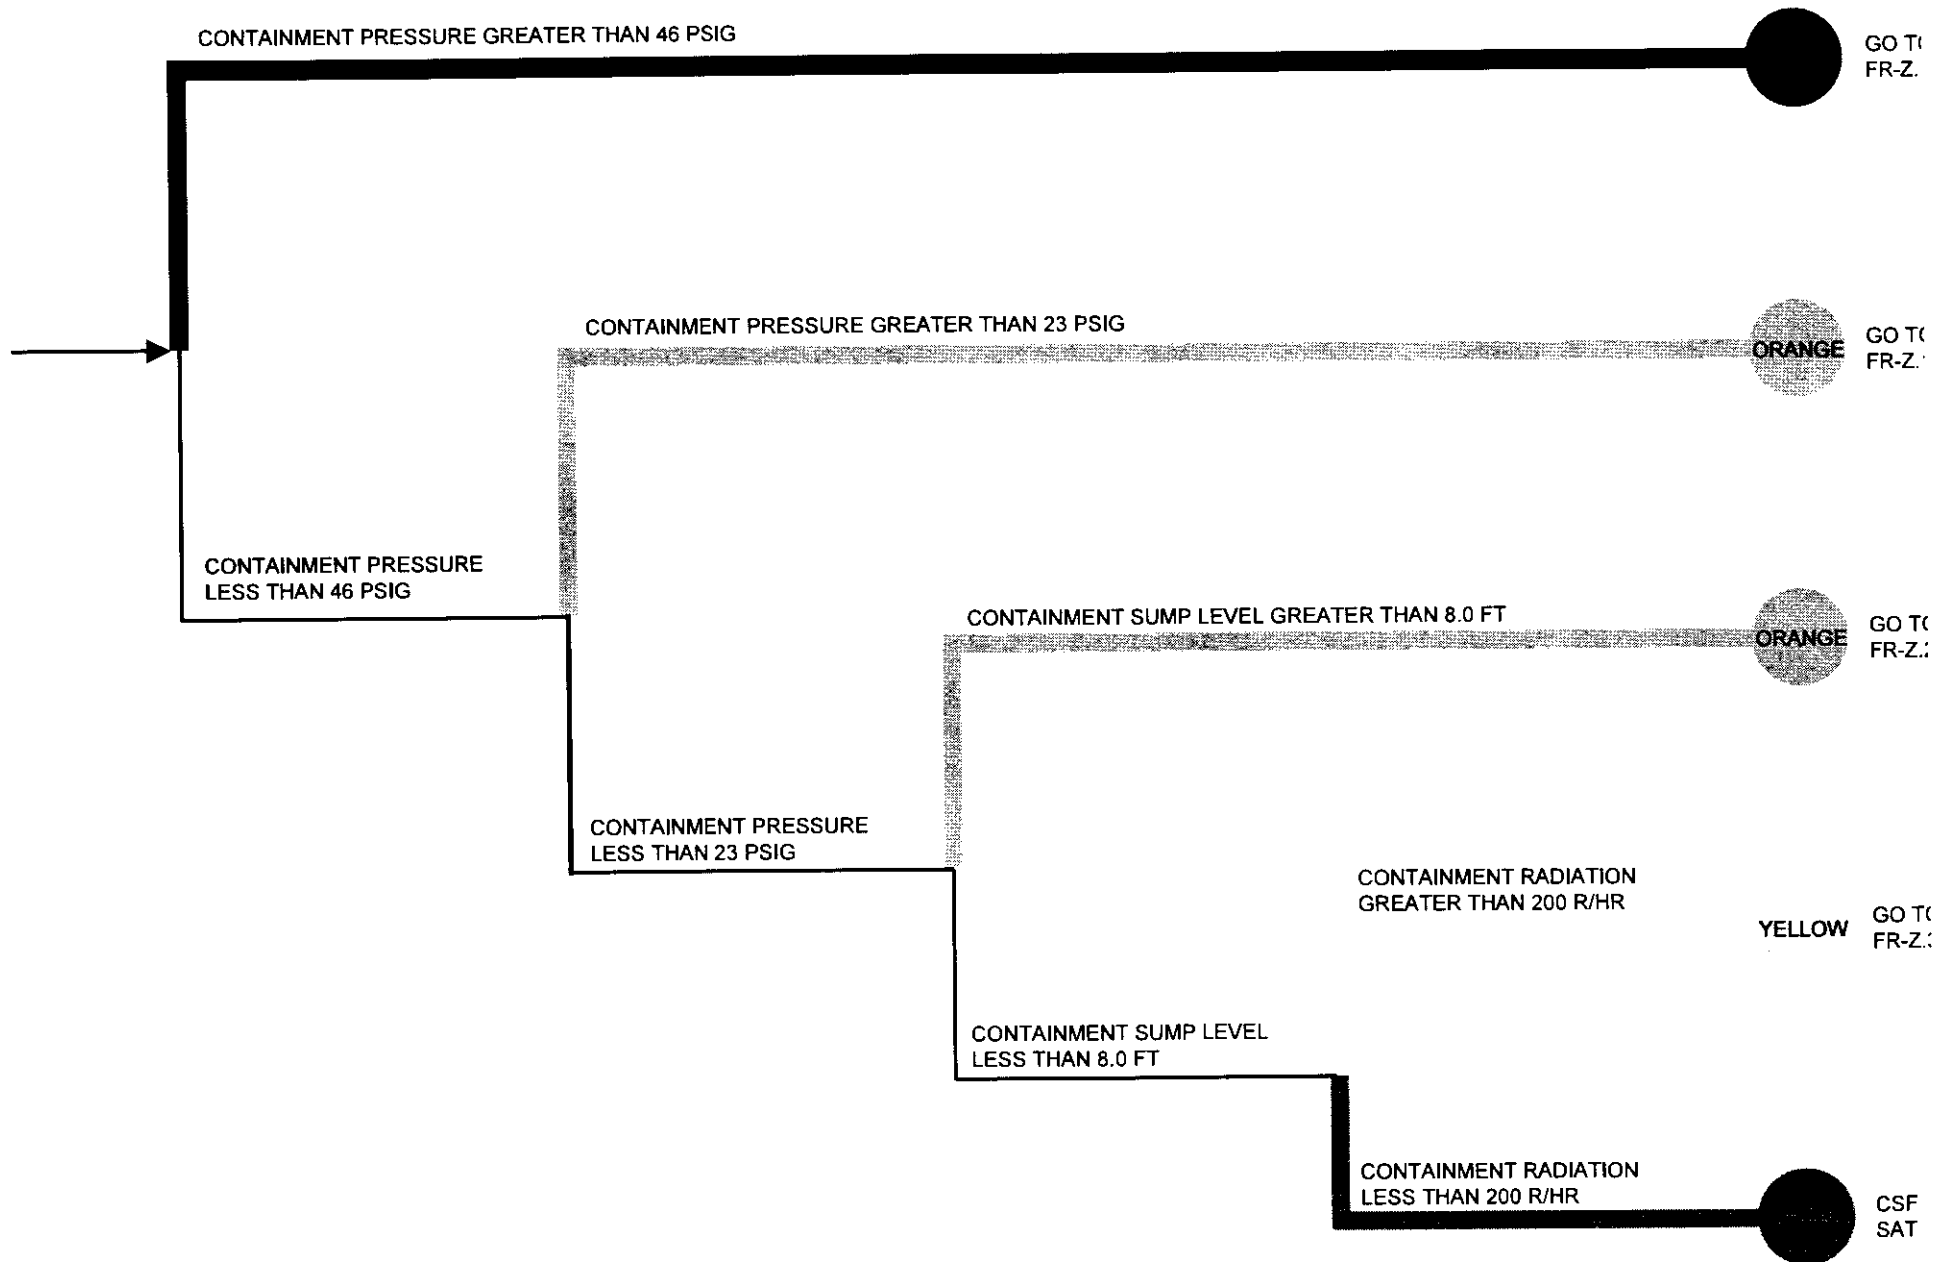 CONTAINMENT PRESSURE GREATER THAN 46 PSIG
GO TO
FR-Z.
CONTAINMENT PRESSURE GREATER THAN 23 PSIG
ORANGE
GO TO
FR-Z.
CONTAINMENT PRESSURE
LESS THAN 46 PSIG
CONTAINMENT SUMP LEVEL GREATER THAN 8.0 FT
ORANGE
GO TO
FR-Z.2
CONTAINMENT PRESSURE
LESS THAN 23 PSIG
CONTAINMENT RADIATION
GREATER THAN 200 R/HR
YELLOW
GO TO
FR-Z.
CONTAINMENT SUMP LEVEL
LESS THAN 8.0 FT
CONTAINMENT RADIATION
LESS THAN 200 R/HR
CSF
SAT